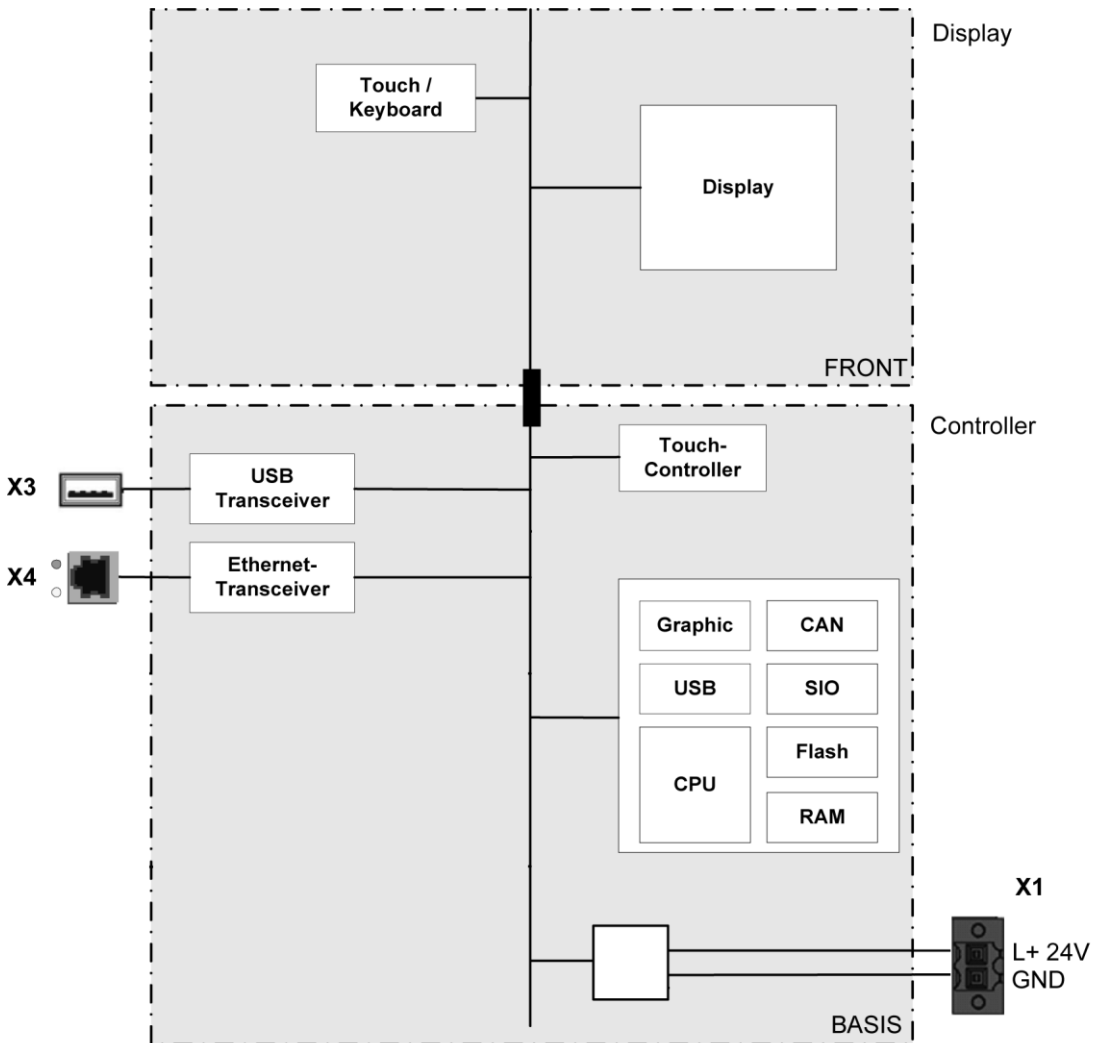 Display
Touch /
Keyboard
Display
FRONT
Controller
Touch-
Controller
X3
USB
Transceiver
X4
Ethernet-
Transceiver
Graphic
CAN
USB
SIO
CPU
Flash
RAM
X1
L+ 24V
GND
BASIS